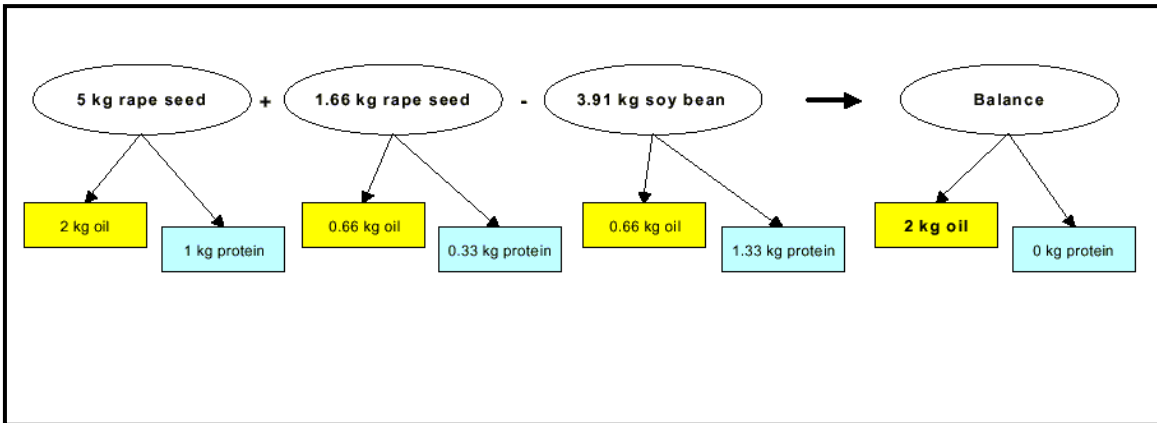 5 kg rape seed + 1.66 kg rape seed - 3.91 kg soy bean Balance
2 kg oil 0.66 kg oil 0.66 kg oil 2 kg oil
1 kg protein 0.33 kg protein 1.33 kg protein 0 kg protein